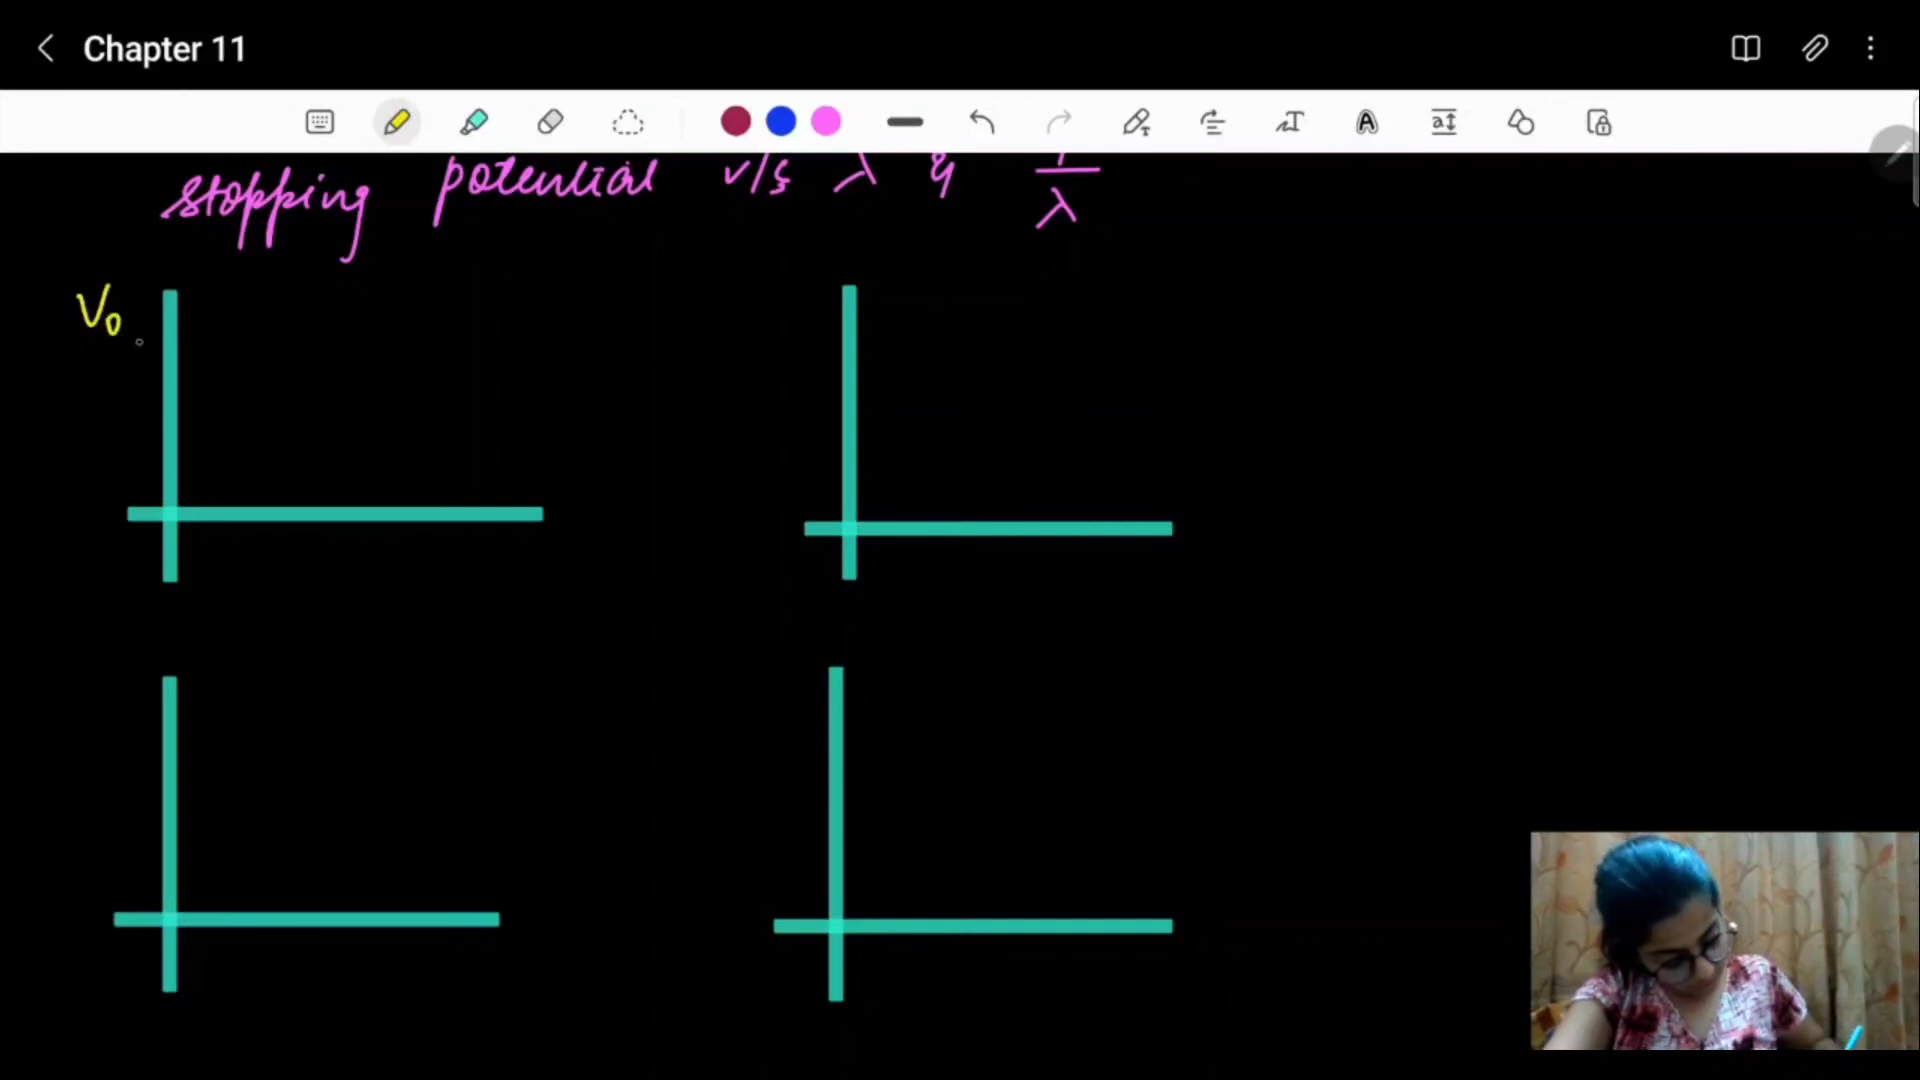 Chapter 11
stopping potential v/s λ & 1/λ
V₀